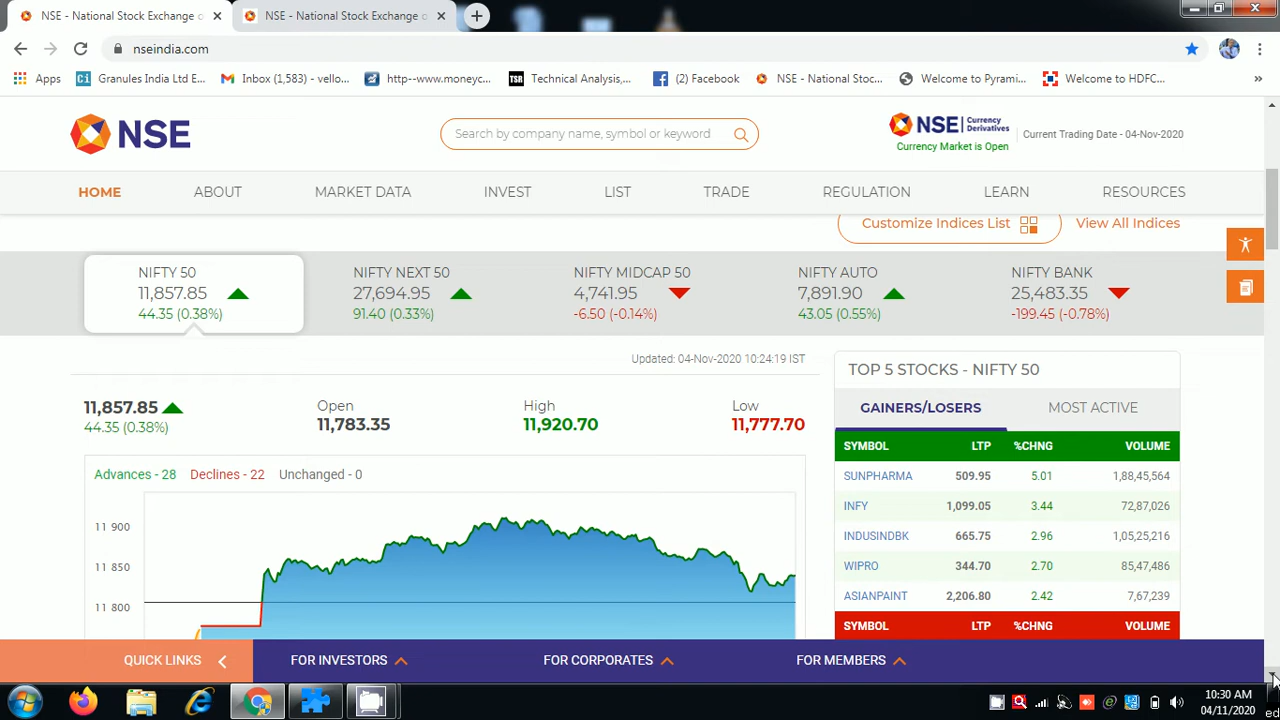 NSE - National Stock Exchange o
NSE - National Stock Exchange o
nseindia.com
Apps
Granules India Ltd E...
Inbox (1,583) - vello...
http--www.moneyc...
TSR
Technical Analysis,...
(2) Facebook
NSE - National Stoc...
Welcome to Pyrami...
Welcome to HDFC...
»
NSE
Search by company name, symbol or keyword
NSE Currency Derivatives
Currency Market is Open
Current Trading Date - 04-Nov-2020
HOME ABOUT MARKET DATA INVEST LIST TRADE REGULATION LEARN RESOURCES
Customize Indices List
View All Indices
NIFTY 50
11,857.85
44.35 (0.38%)
NIFTY NEXT 50
27,694.95
91.40 (0.33%)
NIFTY MIDCAP 50
4,741.95
-6.50 (-0.14%)
NIFTY AUTO
7,891.90
43.05 (0.55%)
NIFTY BANK
25,483.35
-199.45 (-0.78%)
Updated: 04-Nov-2020 10:24:19 IST
11,857.85
44.35 (0.38%)
Open
11,783.35
High
11,920.70
Low
11,777.70
Advances - 28 Declines - 22 Unchanged - 0
11 900
11 850
11 800
TOP 5 STOCKS - NIFTY 50
GAINERS/LOSERS MOST ACTIVE
SYMBOL LTP %CHNG VOLUME
SUNPHARMA 509.95 5.01 1,88,45,564
INFY 1,099.05 3.44 72,87,026
INDUSINDBK 665.75 2.96 1,05,25,216
WIPRO 344.70 2.70 85,47,486
ASIANPAINT 2,206.80 2.42 7,67,239
SYMBOL LTP %CHNG VOLUME
QUICK LINKS
FOR INVESTORS
FOR CORPORATES
FOR MEMBERS
10:30 AM
04/11/2020